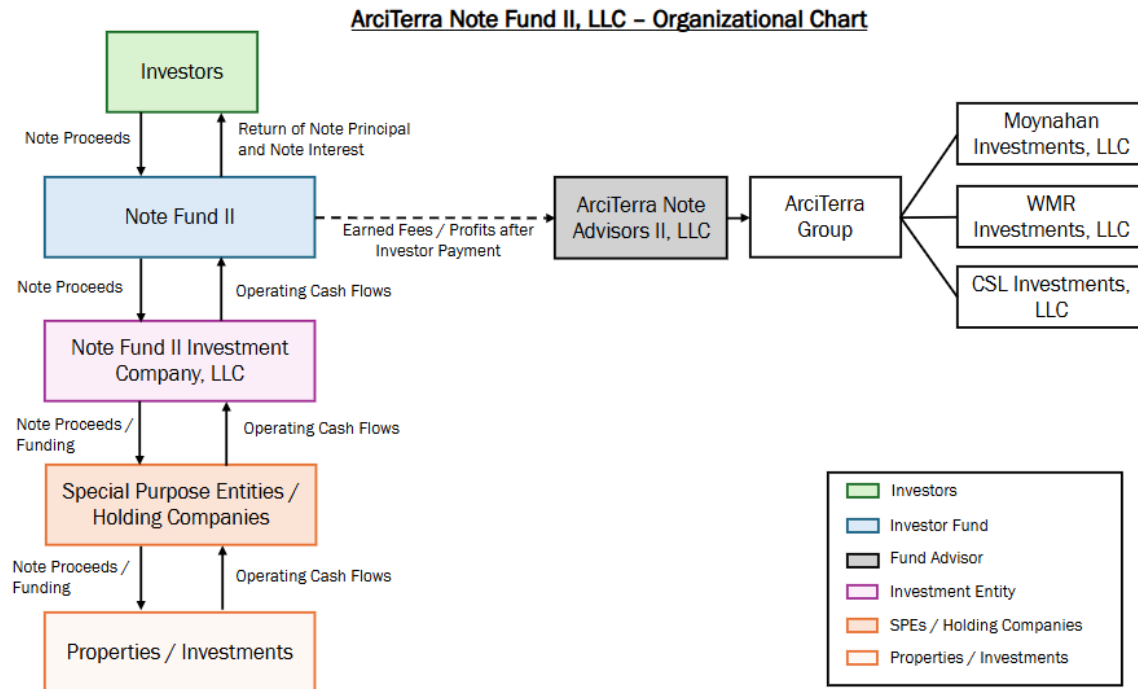 ArciTerra Note Fund II, LLC – Organizational Chart
Investors
Note Proceeds
Return of Note Principal
and Note Interest
Note Fund II
Earned Fees / Profits after
Investor Payment
ArciTerra Note
Advisors II, LLC
ArciTerra
Group
Moynahan
Investments, LLC
WMR
Investments, LLC
CSL Investments,
LLC
Note Proceeds
Operating Cash Flows
Note Fund II Investment
Company, LLC
Note Proceeds /
Funding
Operating Cash Flows
Special Purpose Entities /
Holding Companies
Note Proceeds /
Funding
Operating Cash Flows
Properties / Investments
Investors
Investor Fund
Fund Advisor
Investment Entity
SPEs / Holding Companies
Properties / Investments